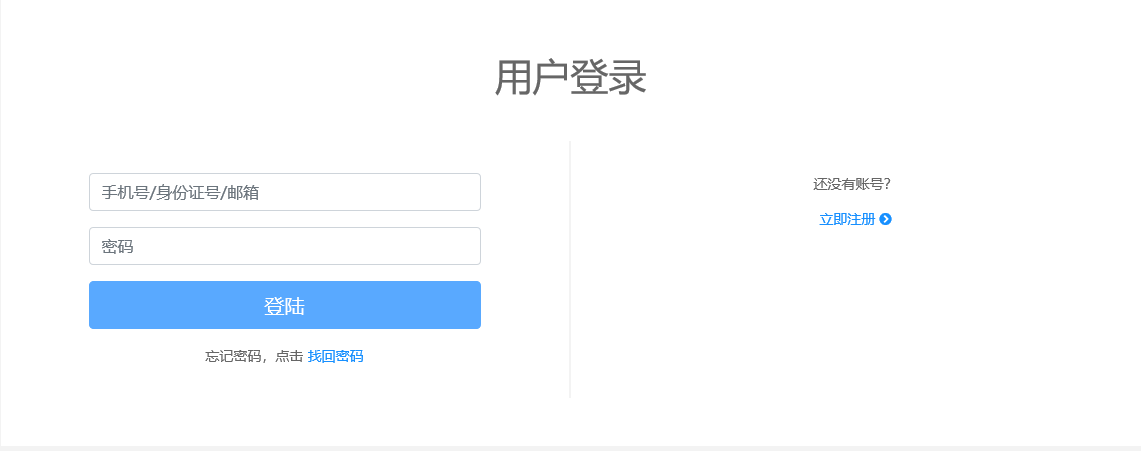 用户登录
手机号/身份证号/邮箱
密码
登陆
忘记密码，点击 找回密码
还没有账号?
立即注册